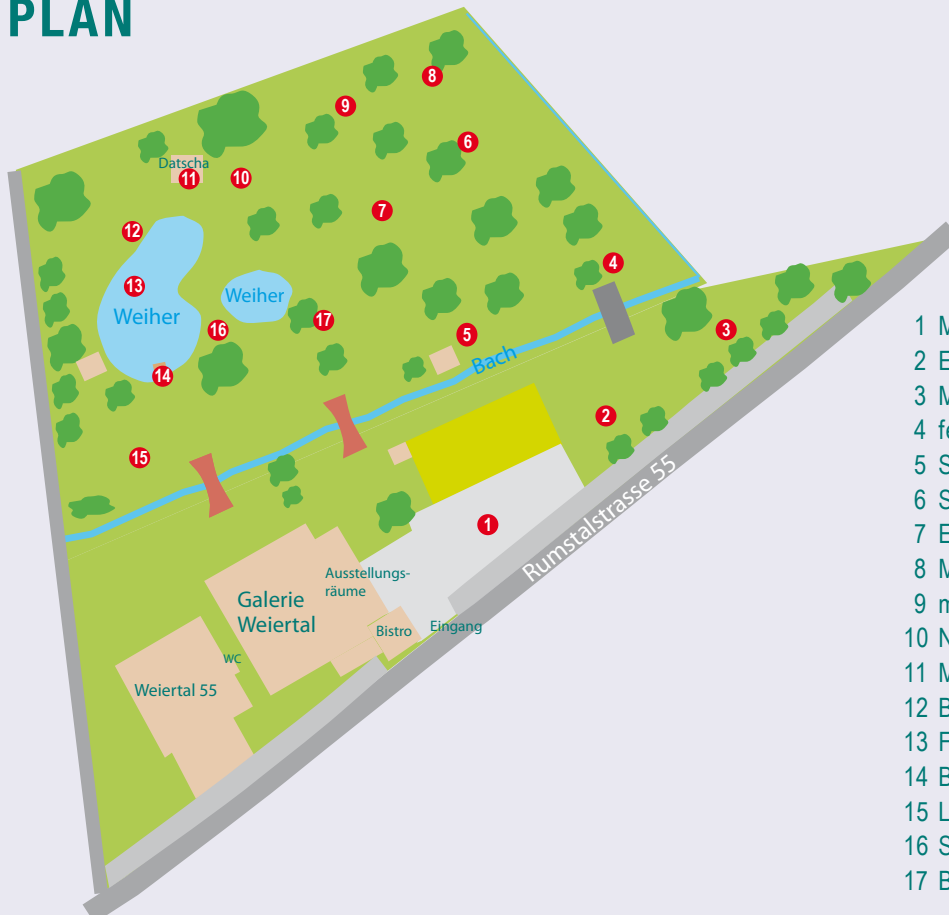 PLAN
8
9
6
Datscha
11
10
7
12
4
13
Weiher
Weiher
17
3
16
5
Bach
14
2
15
Rumstalstrasse 55
1
Ausstellungs-
räume
Galerie
Weiertal
Bistro
Eingang
WC
Weiertal 55
1 M
2 E
3 M
4 fe
5 S
6 S
7 E
8 M
9 m
10 N
11 M
12 B
13 F
14 B
15 L
16 S
17 B